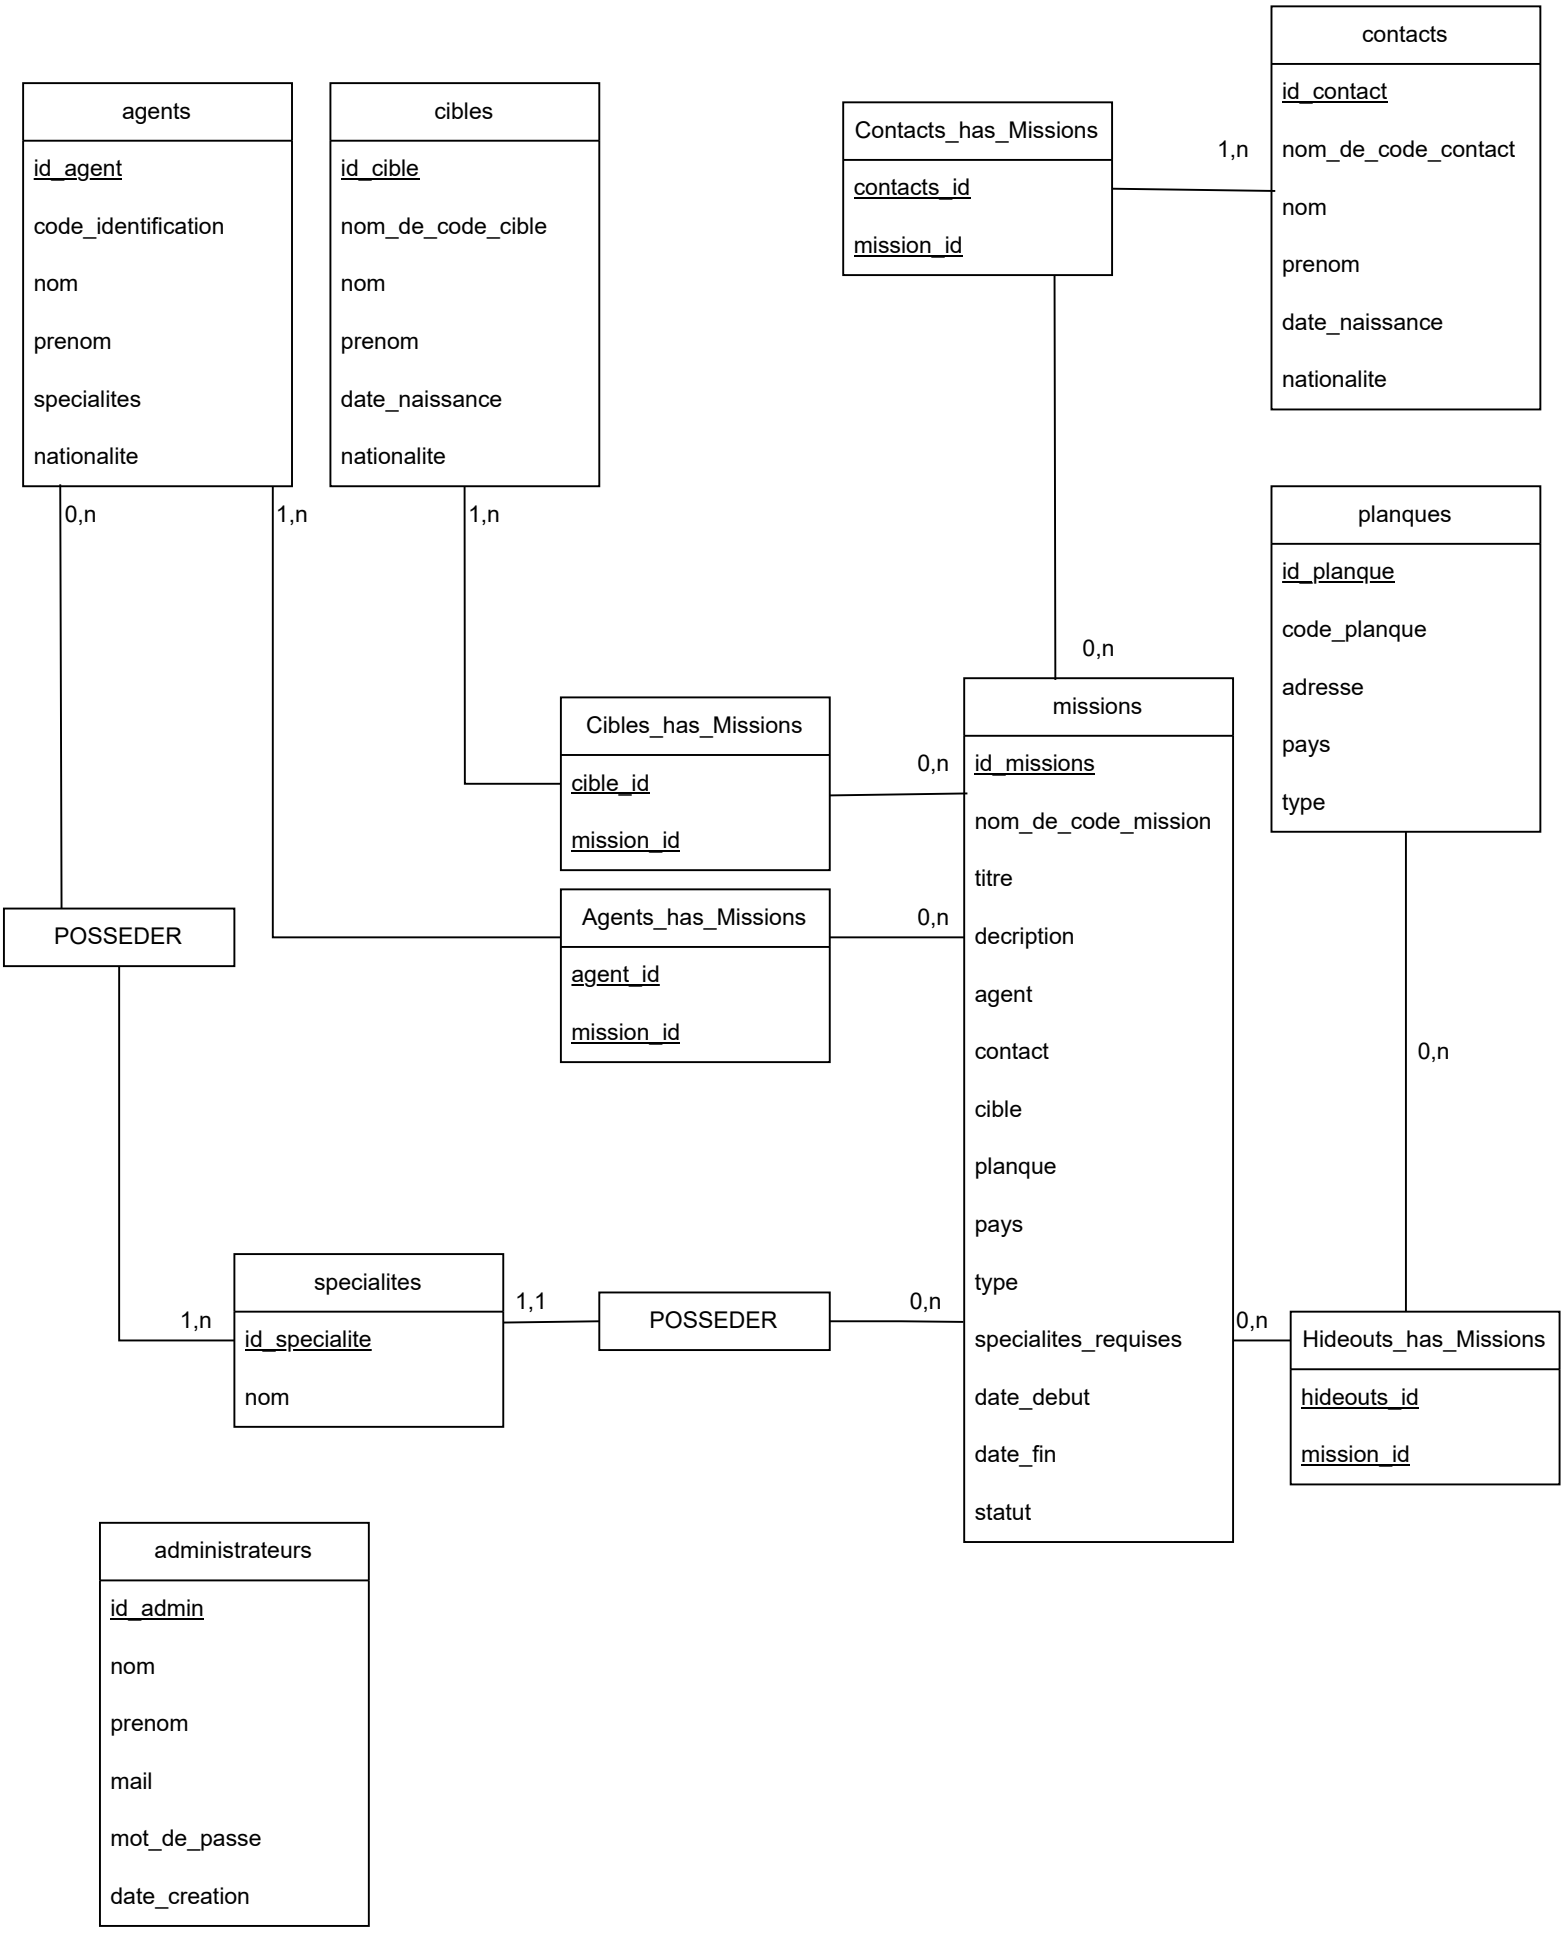 contacts
id_contact
nom_de_code_contact
nom
prenom
date_naissance
nationalite
agents
id_agent
code_identification
nom
prenom
specialites
nationalite
cibles
id_cible
nom_de_code_cible
nom
prenom
date_naissance
nationalite
Contacts_has_Missions
contacts_id
mission_id
1,n
0,n
1,n
1,n
planques
id_planque
code_planque
adresse
pays
type
0,n
Cibles_has_Missions
cible_id
mission_id
0,n
missions
id_missions
nom_de_code_mission
titre
decription
agent
contact
cible
planque
pays
type
specialites_requises
date_debut
date_fin
statut
Agents_has_Missions
agent_id
mission_id
0,n
POSSEDER
0,n
specialites
id_specialite
nom
1,n
1,1
POSSEDER
0,n
0,n
Hideouts_has_Missions
hideouts_id
mission_id
administrateurs
id_admin
nom
prenom
mail
mot_de_passe
date_creation